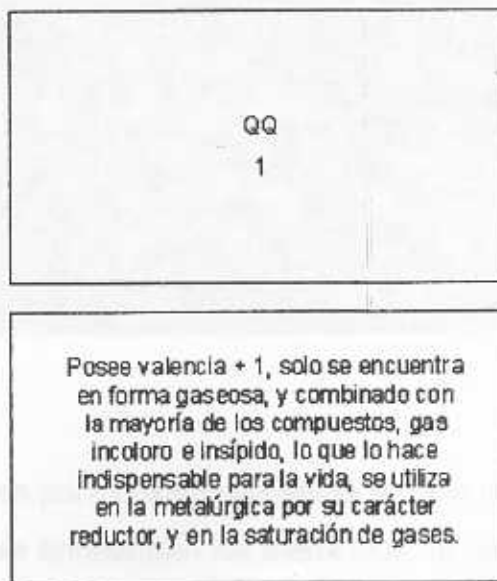 QQ
1
Posee valencia + 1, solo se encuentra
en forma gaseosa, y combinado con
la mayoría de los compuestos, gas
incoloro e insípido, lo que lo hace
indispensable para la vida, se utiliza
en la metalúrgica por su carácter
reductor, y en la saturación de gases.